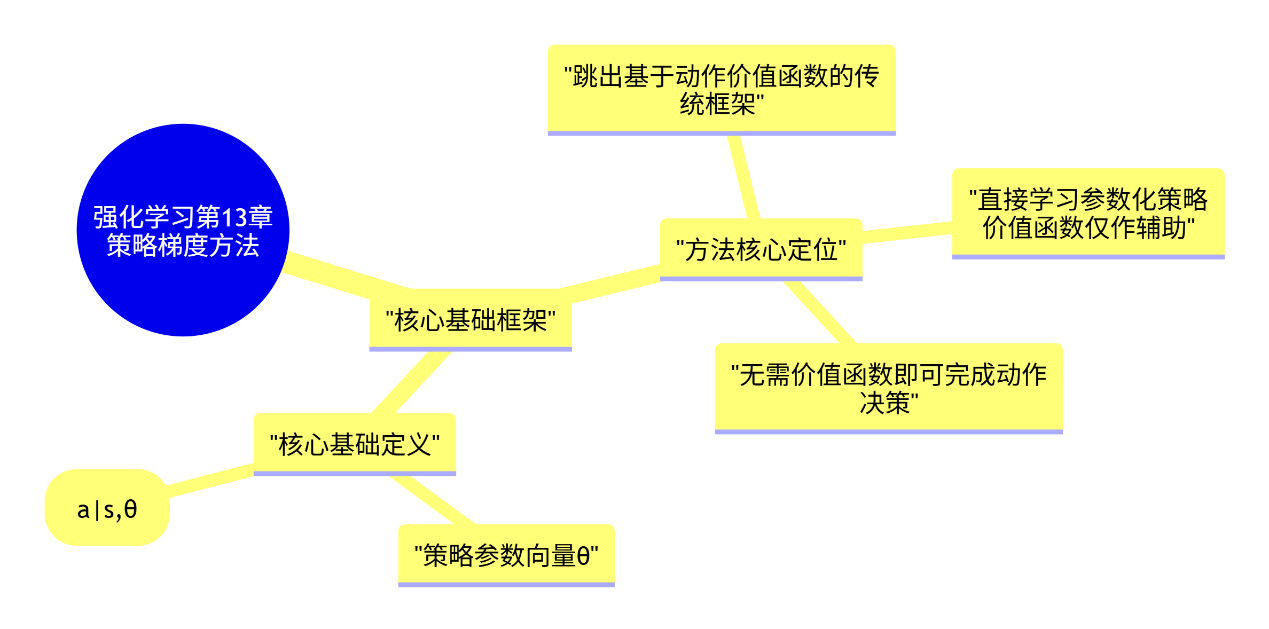 强化学习第13章
策略梯度方法
"核心基础框架"
"方法核心定位"
"跳出基于动作价值函数的传
统框架"
"直接学习参数化策略
价值函数仅作辅助"
"无需价值函数即可完成动作
决策"
"核心基础定义"
a|s,θ
"策略参数向量θ"